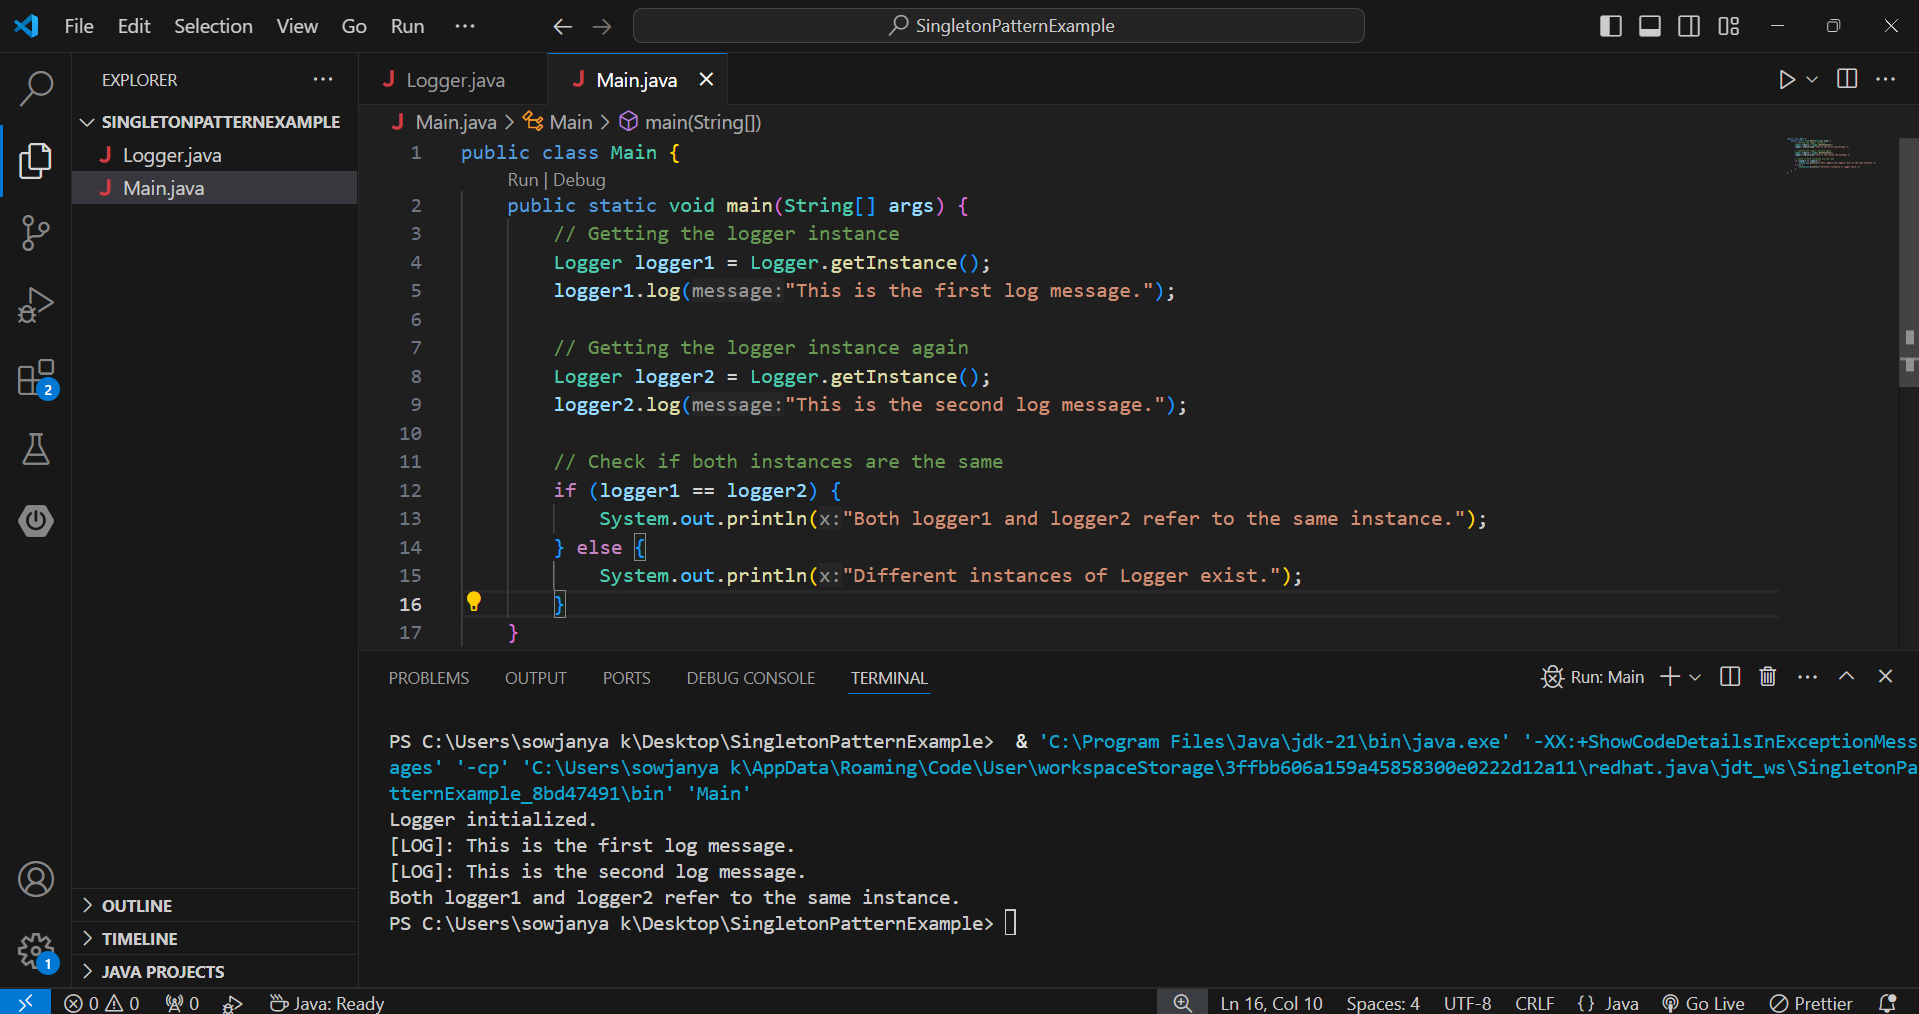 File Edit Selection View Go Run ··· SingletonPatternExample
EXPLORER ···
SINGLETONPATTERNEXAMPLE
Logger.java
Main.java
2
1
OUTLINE
TIMELINE
JAVA PROJECTS
Logger.java Main.java
Main.java > Main > main(String[])
1 public class Main {
Run | Debug
2 public static void main(String[] args) {
3 // Getting the logger instance
4 Logger logger1 = Logger.getInstance();
5 logger1.log(message:"This is the first log message.");
6
7 // Getting the logger instance again
8 Logger logger2 = Logger.getInstance();
9 logger2.log(message:"This is the second log message.");
10
11 // Check if both instances are the same
12 if (logger1 == logger2) {
13 System.out.println(x:"Both logger1 and logger2 refer to the same instance.");
14 } else {
15 System.out.println(x:"Different instances of Logger exist.");
16 }
17 }
PROBLEMS OUTPUT PORTS DEBUG CONSOLE TERMINAL Run: Main
PS C:\Users\sowjanya k\Desktop\SingletonPatternExample>  & 'C:\Program Files\Java\jdk-21\bin\java.exe' '-XX:+ShowCodeDetailsInExceptionMess
ages' '-cp' 'C:\Users\sowjanya k\AppData\Roaming\Code\User\workspaceStorage\3ffbb606a159a45858300e0222d12a11\redhat.java\jdt_ws\SingletonPa
tternExample_8bd47491\bin' 'Main'
Logger initialized.
[LOG]: This is the first log message.
[LOG]: This is the second log message.
Both logger1 and logger2 refer to the same instance.
PS C:\Users\sowjanya k\Desktop\SingletonPatternExample>
0 0 0 Java: Ready Ln 16, Col 10 Spaces: 4 UTF-8 CRLF {} Java Go Live Prettier